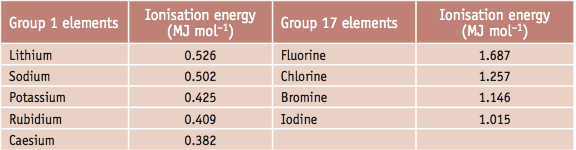 Group 1 elements Ionisation energy (MJ mol⁻¹) Group 17 elements Ionisation energy (MJ mol⁻¹)
Lithium 0.526 Fluorine 1.687
Sodium 0.502 Chlorine 1.257
Potassium 0.425 Bromine 1.146
Rubidium 0.409 Iodine 1.015
Caesium 0.382